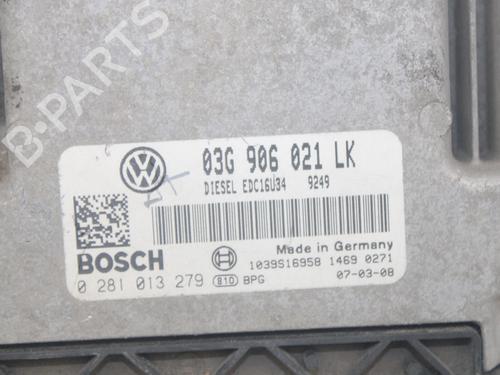 B-PARTS
03G 906 021 LK
DIESEL EDC16U34 9249
BOSCH
Made in Germany
1039S16958 1469 0271
0 281 013 279 810 BPG
07-03-08